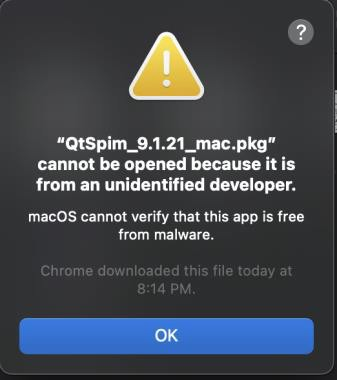 ?
"QtSpim_9.1.21_mac.pkg"
cannot be opened because it is
from an unidentified developer.
macOS cannot verify that this app is free
from malware.
Chrome downloaded this file today at
8:14 PM.
OK